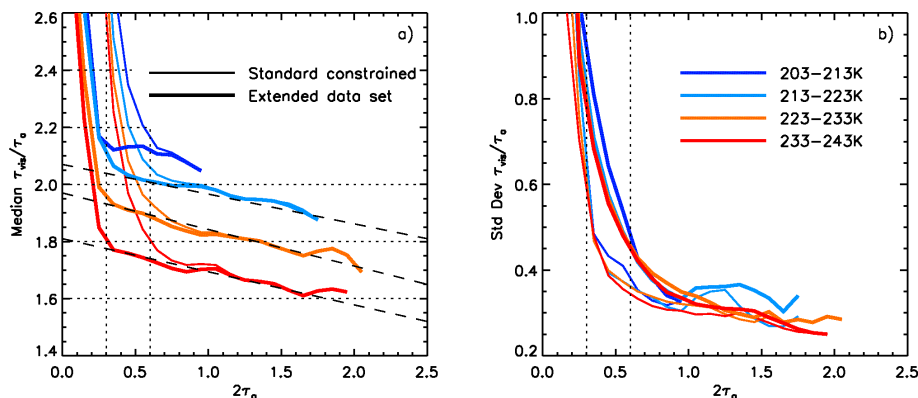 a)
Standard constrained
Extended data set
Median τvis/τa
2.6
2.4
2.2
2.0
1.8
1.6
1.4
0.0 0.5 1.0 1.5 2.0 2.5
2τa
b)
203−213K
213−223K
223−233K
233−243K
Std Dev τvis/τa
1.0
0.8
0.6
0.4
0.2
0.0 0.5 1.0 1.5 2.0 2.5
2τa